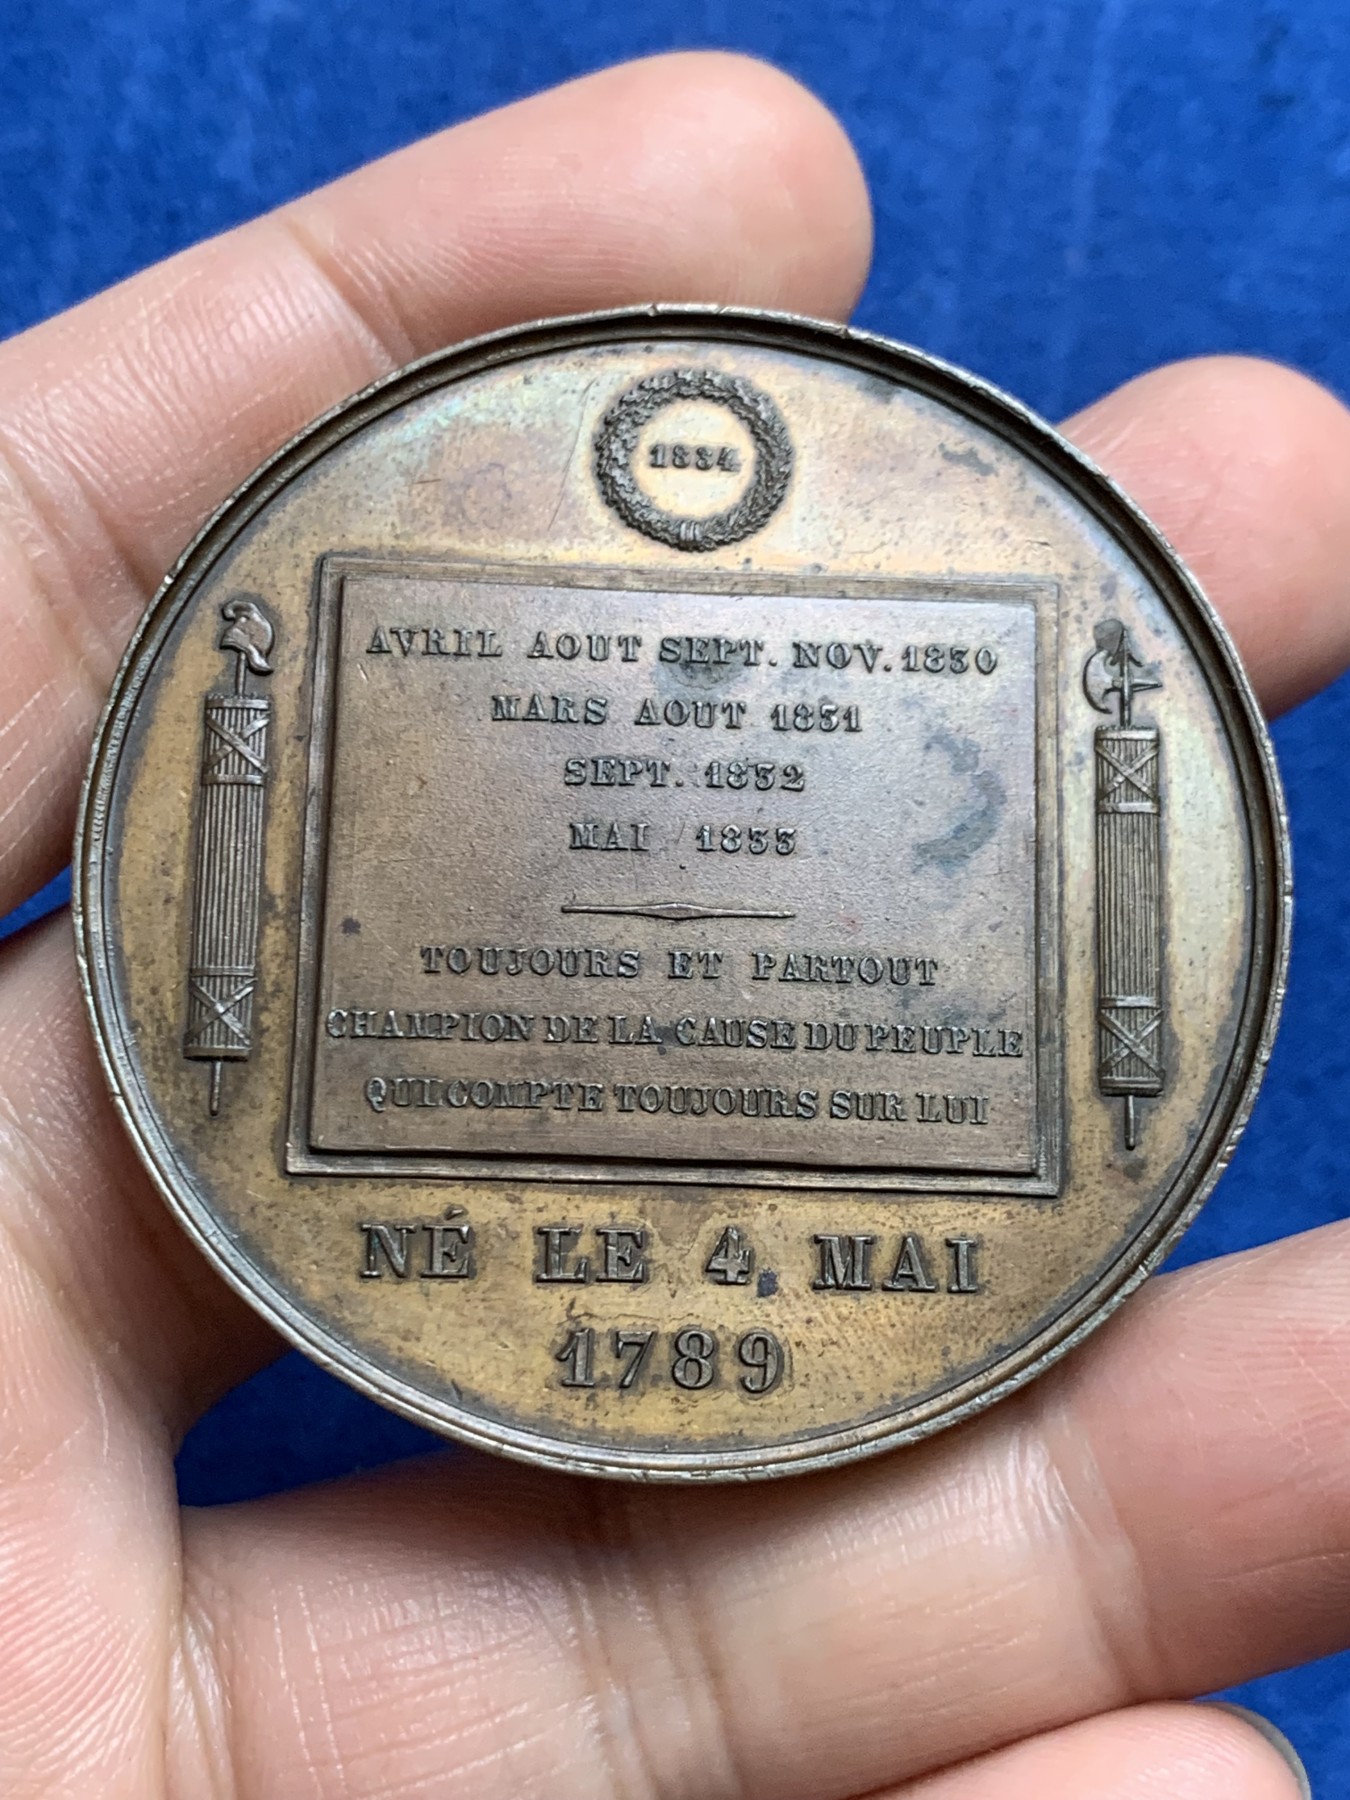 1834
AVRIL AOUT SEPT. NOV. 1830
MARS AOUT 1831
SEPT. 1832
MAI 1833
TOUJOURS ET PARTOUT
CHAMPION DE LA CAUSE DU PEUPLE
QUI COMPTE TOUJOURS SUR LUI
NÉ LE 4 MAI
1789